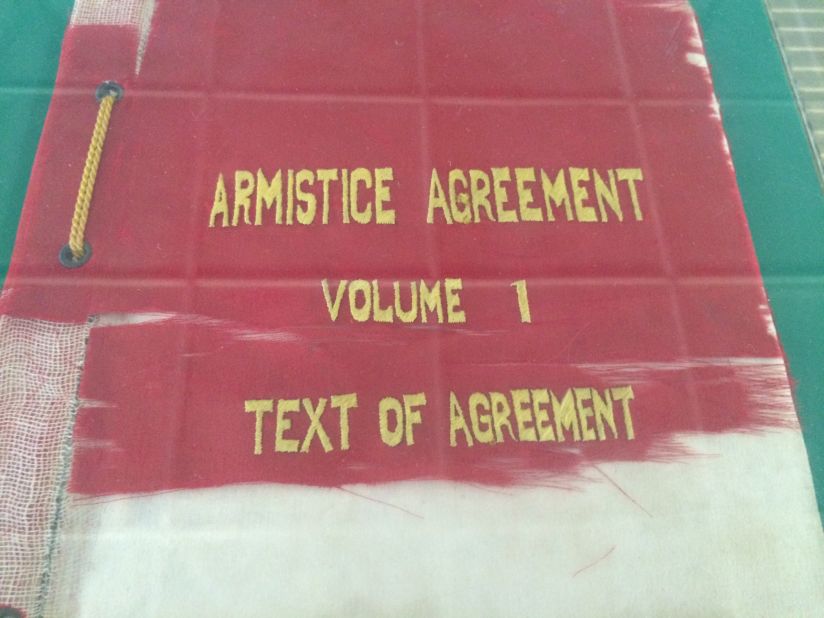 ARMISTICE AGREEMENT
VOLUME 1
TEXT OF AGREEMENT